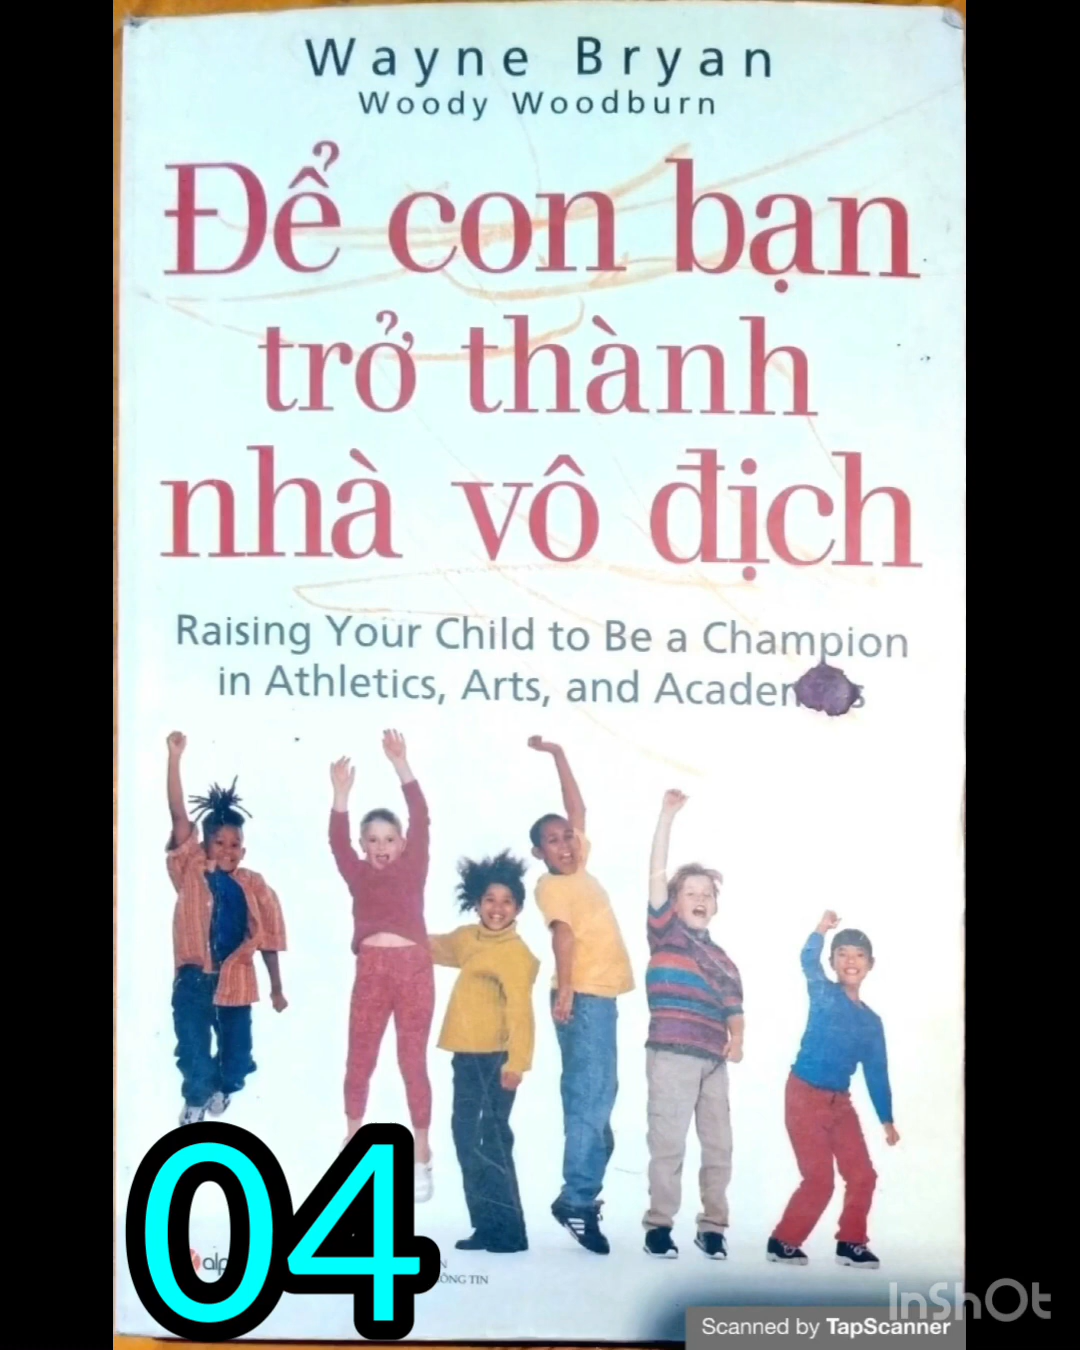 Wayne Bryan
Woody Woodburn
Để con bạn
trở thành
nhà vô địch
Raising Your Child to Be a Champion
in Athletics, Arts, and
04
InShOt
Scanned by TapScanner